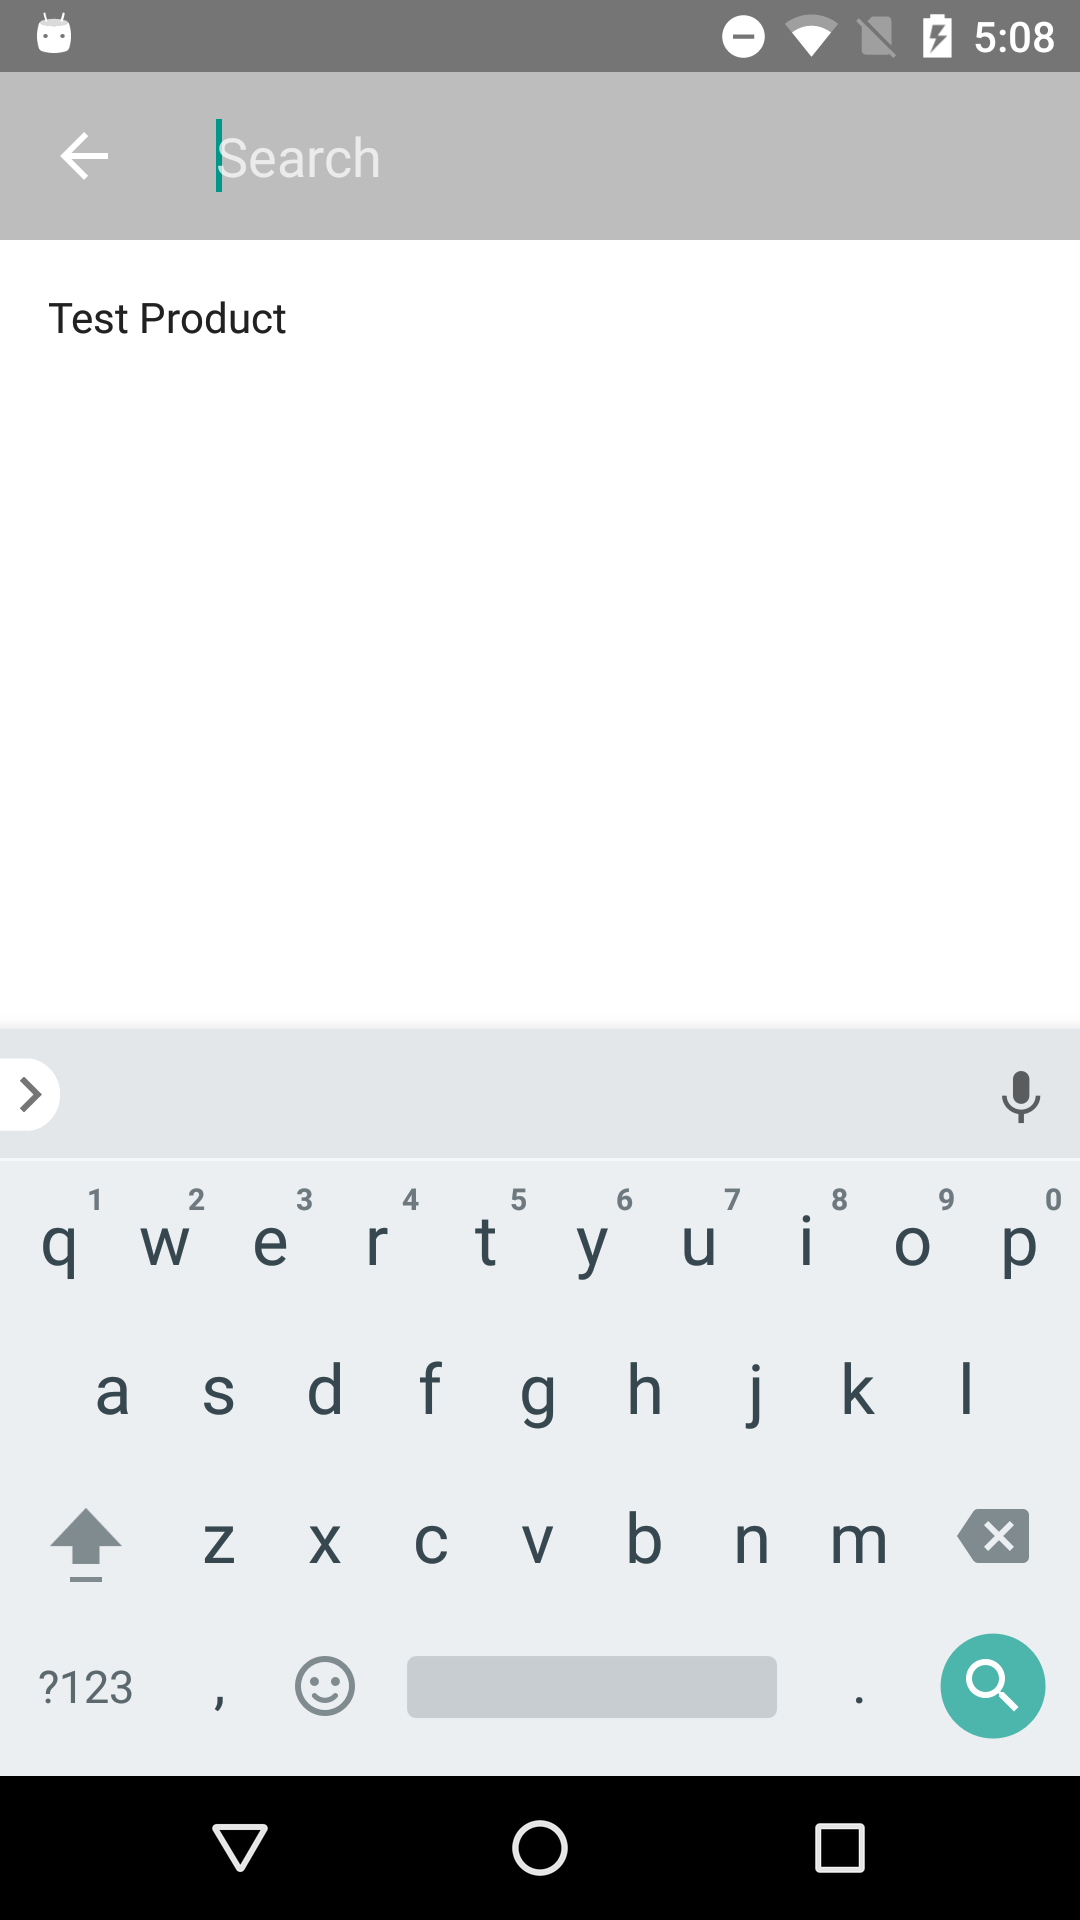 5:08
Search
Test Product
1 2 3 4 5 6 7 8 9 0
q w e r t y u i o p
a s d f g h j k l
z x c v b n m
?123 , .